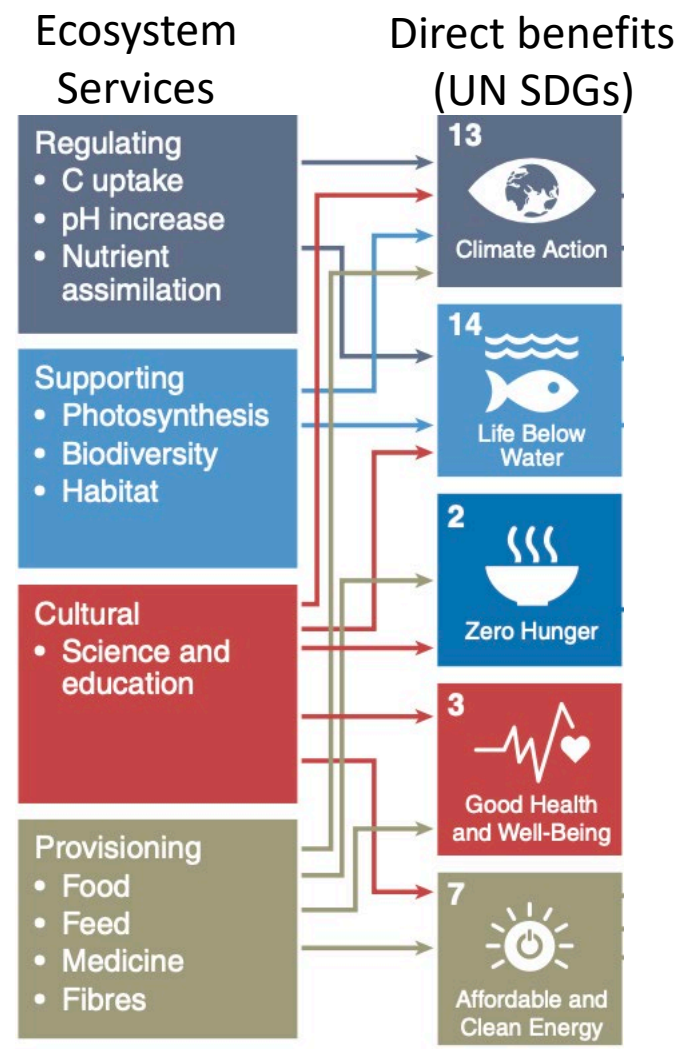 Ecosystem
Services
Direct benefits
(UN SDGs)
Regulating
• C uptake
• pH increase
• Nutrient
assimilation
Supporting
• Photosynthesis
• Biodiversity
• Habitat
Cultural
• Science and
education
Provisioning
• Food
• Feed
• Medicine
• Fibres
13
Climate Action
14
Life Below
Water
2
Zero Hunger
3
Good Health
and Well-Being
7
Affordable and
Clean Energy